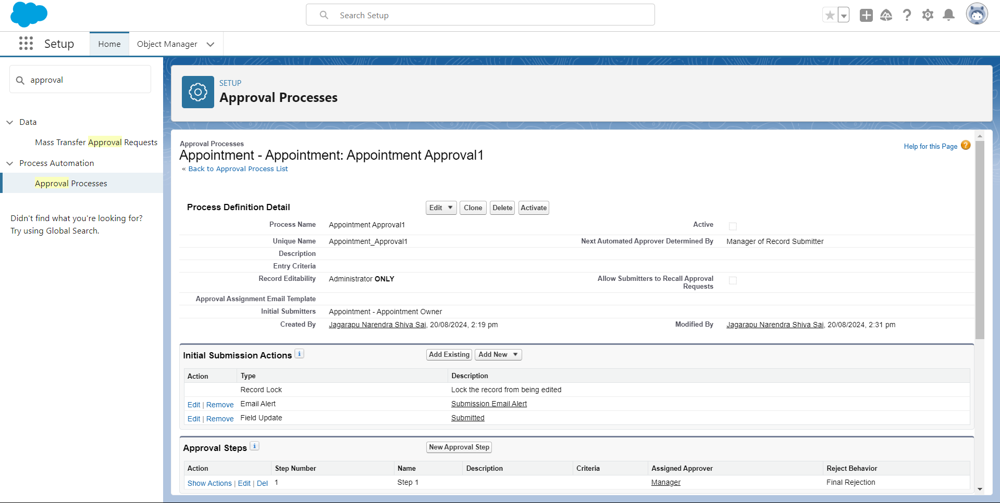 Search Setup
Setup
Home
Object Manager
approval
Data
Mass Transfer Approval Requests
Process Automation
Approval Processes
Didn't find what you're looking for?
Try using Global Search.
SETUP
Approval Processes
Approval Processes
Appointment - Appointment: Appointment Approval1
« Back to Approval Process List
Help for this Page ?
Process Definition Detail Edit Clone Delete Activate
Process Name Appointment Approval1 Active
Unique Name Appointment_Approval1 Next Automated Approver Determined By Manager of Record Submitter
Description
Entry Criteria
Record Editability Administrator ONLY Allow Submitters to Recall Approval
Requests
Approval Assignment Email Template
Initial Submitters Appointment - Appointment Owner
Created By Jagarapu Narendra Shiva Sai, 20/08/2024, 2:19 pm Modified By Jagarapu Narendra Shiva Sai, 20/08/2024, 2:31 pm
Initial Submission Actions i Add Existing Add New
Action Type Description
Record Lock Lock the record from being edited
Edit | Remove Email Alert Submission Email Alert
Edit | Remove Field Update Submitted
Approval Steps i New Approval Step
Action Step Number Name Description Criteria Assigned Approver Reject Behavior
Show Actions | Edit | Del 1 Step 1 Manager Final Rejection